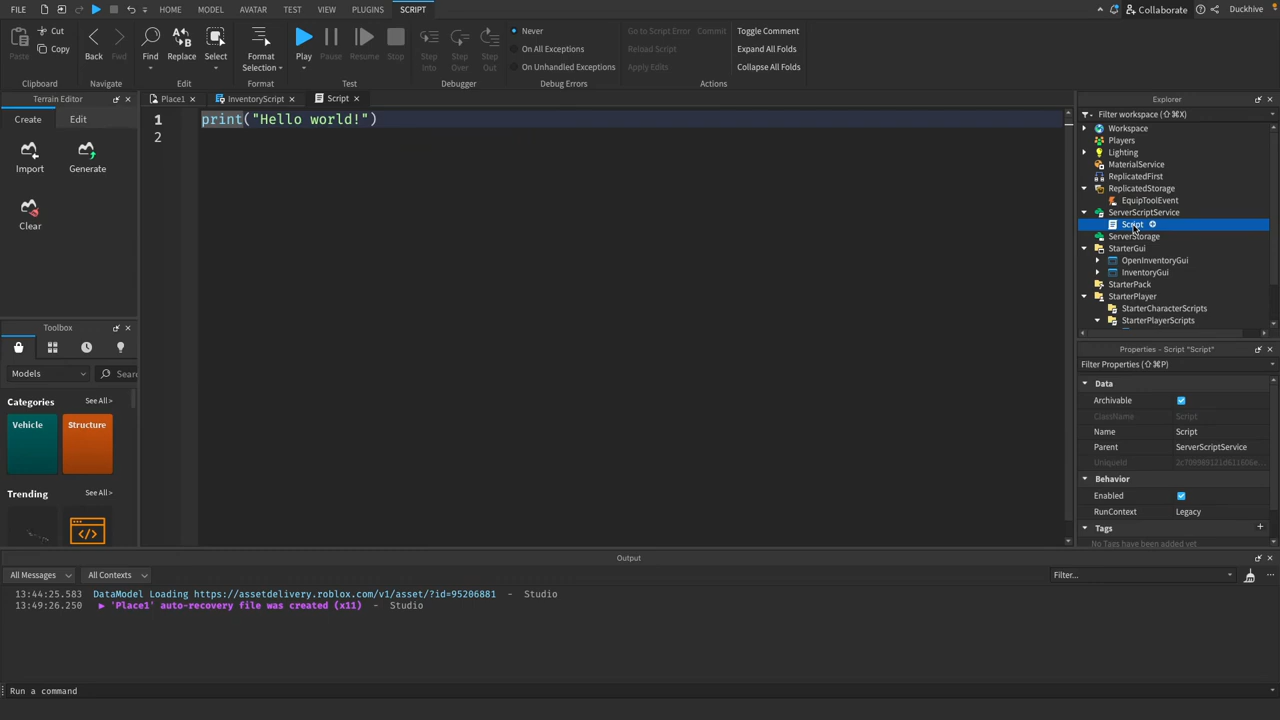 FILE
HOME
MODEL
AVATAR
TEST
VIEW
PLUGINS
SCRIPT
Collaborate
Duckhive
Paste
Cut
Copy
Clipboard
Back
Fwd
Navigate
Find
Replace
Select
Edit
Format
Selection
Format
Play
Pause
Resume
Stop
Test
Step
Into
Step
Over
Step
Out
Debugger
Never
On All Exceptions
On Unhandled Exceptions
Debug Errors
Go to Script Error
Commit
Reload Script
Apply Edits
Toggle Comment
Expand All Folds
Collapse All Folds
Actions
Terrain Editor
Create
Edit
Import
Generate
Clear
Toolbox
Models
Sear
Categories
See All >
Vehicle
Structure
Trending
See All >
Place1
InventoryScript
Script
1 print("Hello world!")
2
Explorer
Filter workspace (⇧⌘X)
Workspace
Players
Lighting
MaterialService
ReplicatedFirst
ReplicatedStorage
EquipToolEvent
ServerScriptService
Script
ServerStorage
StarterGui
OpenInventoryGui
InventoryGui
StarterPack
StarterPlayer
StarterCharacterScripts
StarterPlayerScripts
Properties - Script "Script"
Filter Properties (⇧⌘P)
Data
Archivable
ClassName Script
Name Script
Parent ServerScriptService
UniqueId
Behavior
Enabled
RunContext Legacy
Tags
No Tags have been added yet
Output
All Messages
All Contexts
Filter...
13:44:25.583 DataModel Loading https://assetdelivery.roblox.com/v1/asset/?id=95206881 - Studio
13:49:26.250 ▶ 'Place1' auto-recovery file was created (x11) - Studio
Run a command